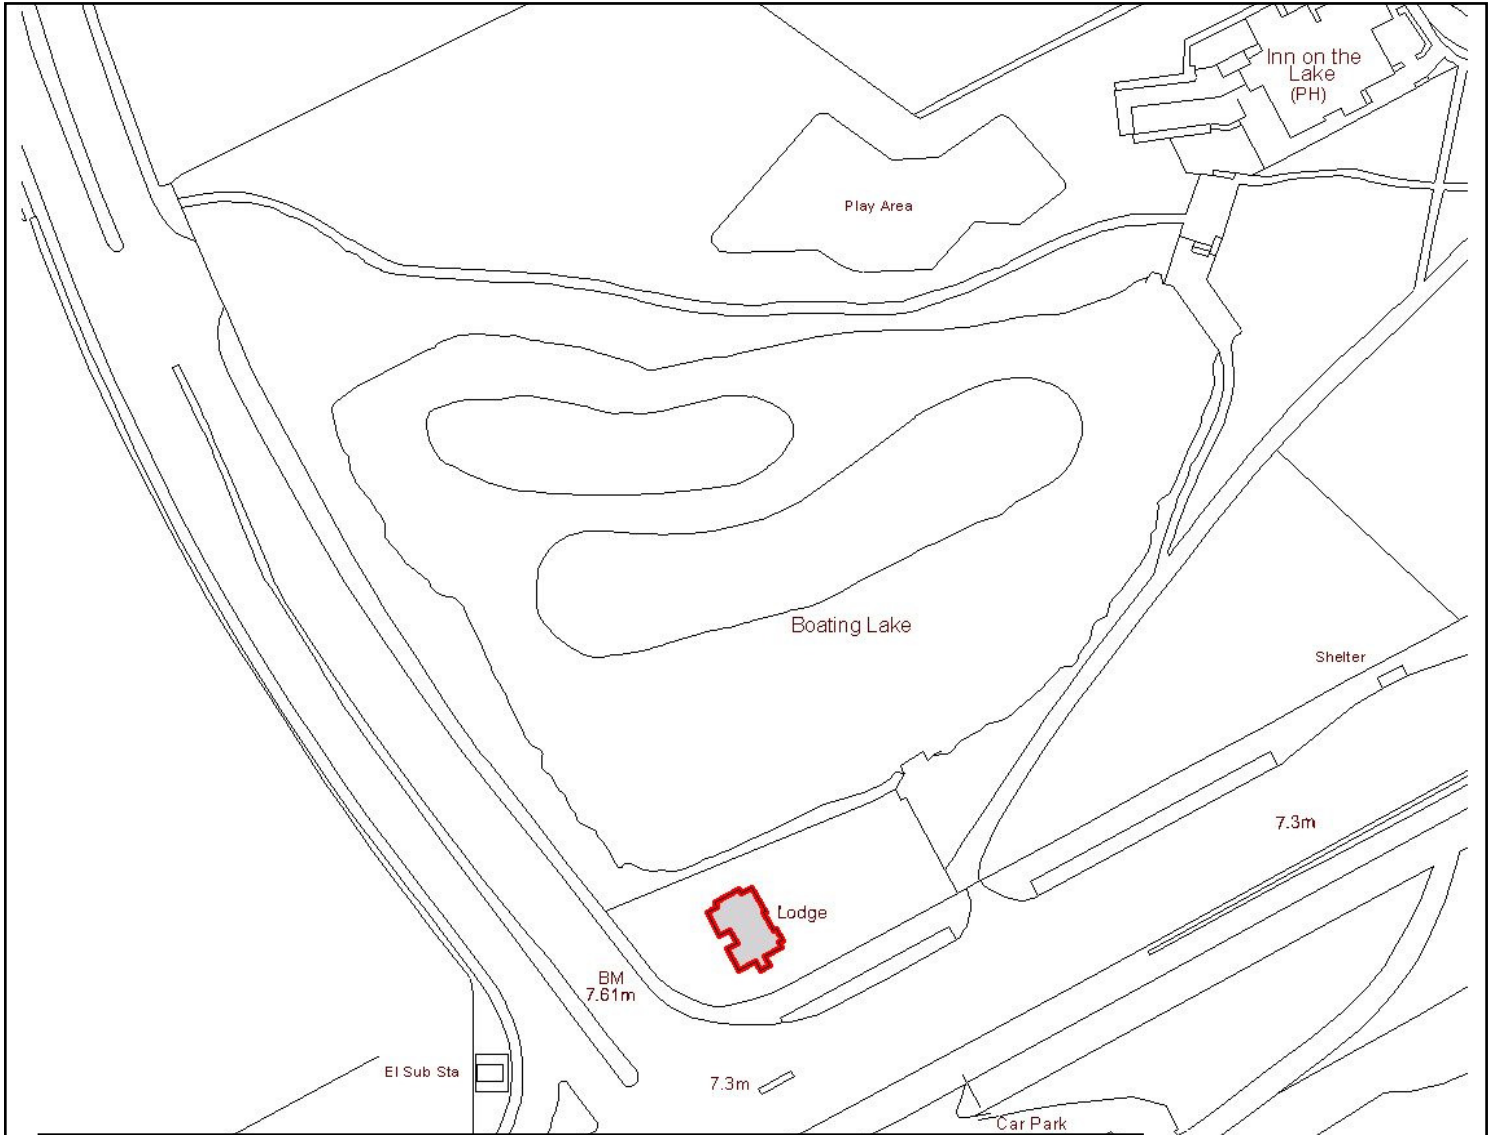 Inn on the
Lake
(PH)
Play Area
Boating Lake
Shelter
7.3m
Lodge
BM
7.61m
El Sub Sta
7.3m
Car Park